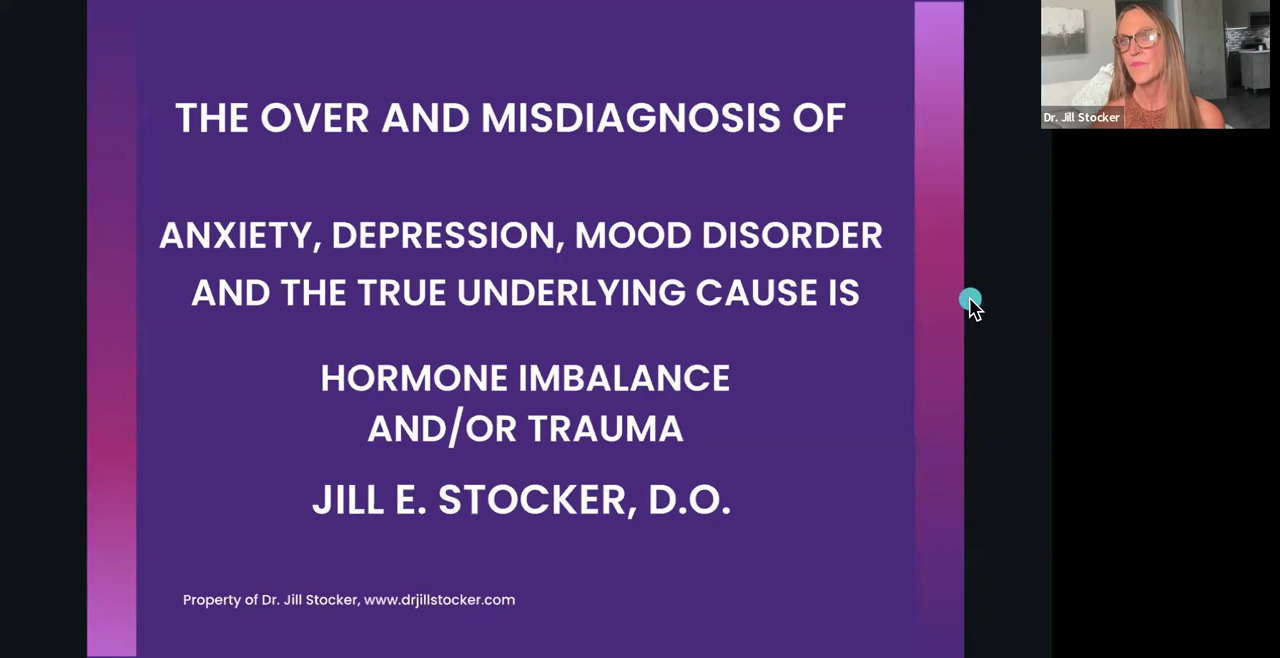 THE OVER AND MISDIAGNOSIS OF
ANXIETY, DEPRESSION, MOOD DISORDER
AND THE TRUE UNDERLYING CAUSE IS
HORMONE IMBALANCE
AND/OR TRAUMA
JILL E. STOCKER, D.O.
Property of Dr. Jill Stocker, www.drjillstocker.com
Dr. Jill Stocker